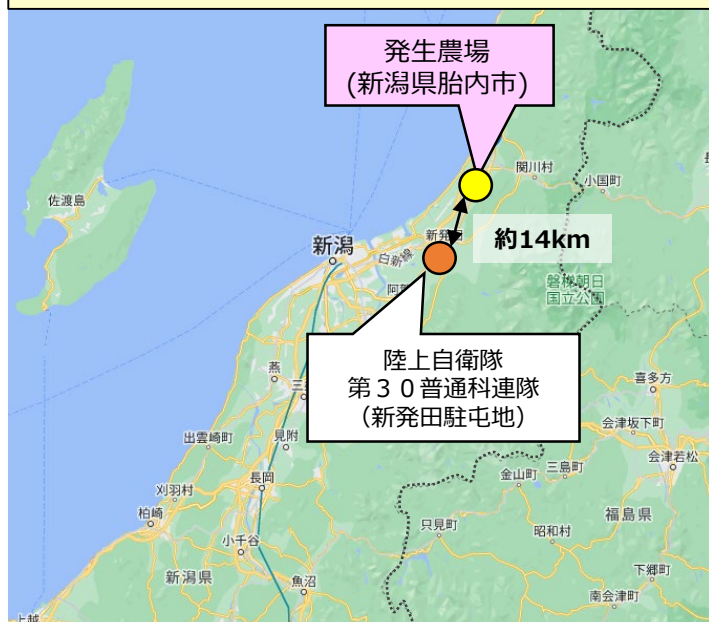 発生農場
(新潟県胎内市)
関川村
小国町
佐渡島
約14km
新潟
白新線
磐梯朝日
国立公園
陸上自衛隊
第３０普通科連隊
（新発田駐屯地）
燕
喜多方
会津坂下町
会津若松
出雲崎町
見附
長岡
金山町
三島町
刈羽村
柏崎
福島県
只見町
昭和村
小千谷
新潟県
魚沼
下郷町
南会津町
上越